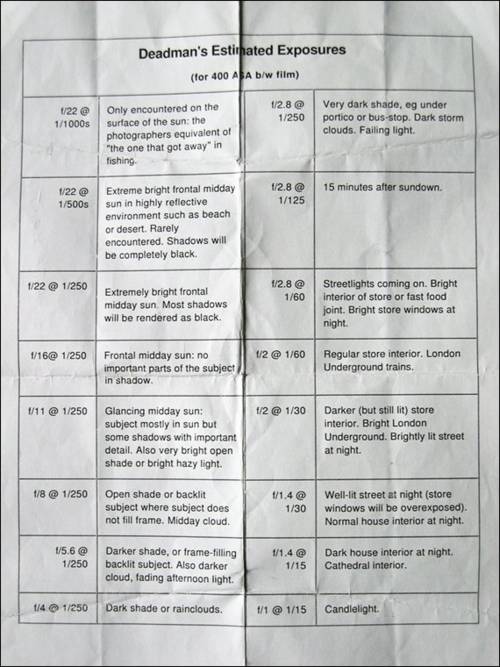 Deadman's Estimated Exposures
(for 400 ASA b/w film)
f/22 @
1/1000s
Only encountered on the
surface of the sun: the
photographers equivalent of
"the one that got away" in
fishing.
f/2.8 @
1/250
Very dark shade, eg under
portico or bus-stop. Dark storm
clouds. Failing light.
f/22 @
1/500s
Extreme bright frontal midday
sun in highly reflective
environment such as beach
or desert. Rarely
encountered. Shadows will
be completely black.
f/2.8 @
1/125
15 minutes after sundown.
f/22 @ 1/250
Extremely bright frontal
midday sun. Most shadows
will be rendered as black.
f/2.8 @
1/60
Streetlights coming on. Bright
interior of store or fast food
joint. Bright store windows at
night.
f/16@ 1/250
Frontal midday sun: no
important parts of the subject
in shadow.
f/2 @ 1/60
Regular store interior. London
Underground trains.
f/11 @ 1/250
Glancing midday sun:
subject mostly in sun but
some shadows with important
detail. Also very bright open
shade or bright hazy light.
f/2 @ 1/30
Darker (but still lit) store
interior. Bright London
Underground. Brightly lit street
at night.
f/8 @ 1/250
Open shade or backlit
subject where subject does
not fill frame. Midday cloud.
f/1.4 @
1/30
Well-lit street at night (store
windows will be overexposed).
Normal house interior at night.
f/5.6 @
1/250
Darker shade, or frame-filling
backlit subject. Also darker
cloud, fading afternoon light.
f/1.4 @
1/15
Dark house interior at night.
Cathedral interior.
f/4 @ 1/250
Dark shade or rainclouds.
f/1 @ 1/15
Candlelight.